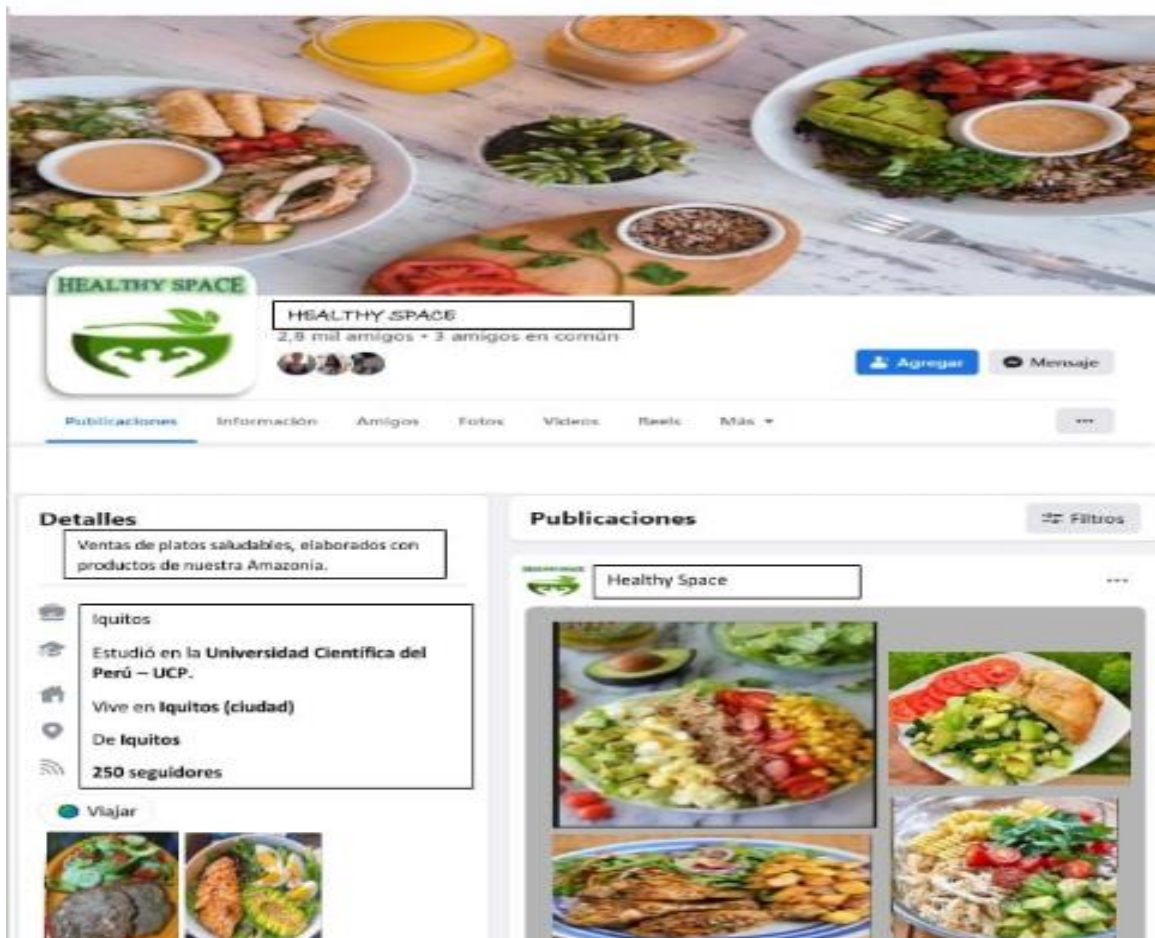 HEALTHY SPACE
HEALTHY SPACE
2,8 mil amigos • 3 amigos en común
Agregar
Mensaje
Publicaciones
Información
Amigos
Fotos
Videos
Reels
Más
Detalles
Ventas de platos saludables, elaborados con
productos de nuestra Amazonía.
Iquitos
Estudió en la Universidad Científica del
Perú – UCP.
Vive en Iquitos (ciudad)
De Iquitos
250 seguidores
Viajar
Publicaciones
Filtros
Healthy Space